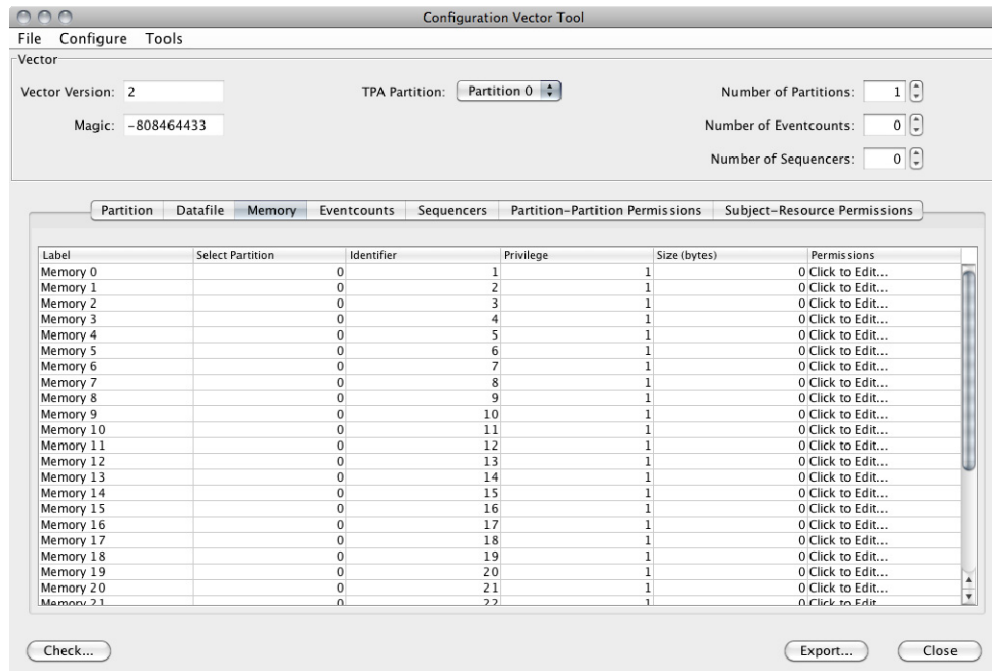 Configuration Vector Tool
File Configure Tools
Vector
Vector Version: 2 TPA Partition: Partition 0 Number of Partitions: 1
Magic: -808464433 Number of Eventcounts: 0
Number of Sequencers: 0
Partition Datafile Memory Eventcounts Sequencers Partition-Partition Permissions Subject-Resource Permissions
Label Select Partition Identifier Privilege Size (bytes) Permissions
Memory 0 0 1 1 0 Click to Edit...
Memory 1 0 2 1 0 Click to Edit...
Memory 2 0 3 1 0 Click to Edit...
Memory 3 0 4 1 0 Click to Edit...
Memory 4 0 5 1 0 Click to Edit...
Memory 5 0 6 1 0 Click to Edit...
Memory 6 0 7 1 0 Click to Edit...
Memory 7 0 8 1 0 Click to Edit...
Memory 8 0 9 1 0 Click to Edit...
Memory 9 0 10 1 0 Click to Edit...
Memory 10 0 11 1 0 Click to Edit...
Memory 11 0 12 1 0 Click to Edit...
Memory 12 0 13 1 0 Click to Edit...
Memory 13 0 14 1 0 Click to Edit...
Memory 14 0 15 1 0 Click to Edit...
Memory 15 0 16 1 0 Click to Edit...
Memory 16 0 17 1 0 Click to Edit...
Memory 17 0 18 1 0 Click to Edit...
Memory 18 0 19 1 0 Click to Edit...
Memory 19 0 20 1 0 Click to Edit...
Memory 20 0 21 1 0 Click to Edit...
Memory 21 0 22 1 0 Click to Edit...
Check... Export... Close